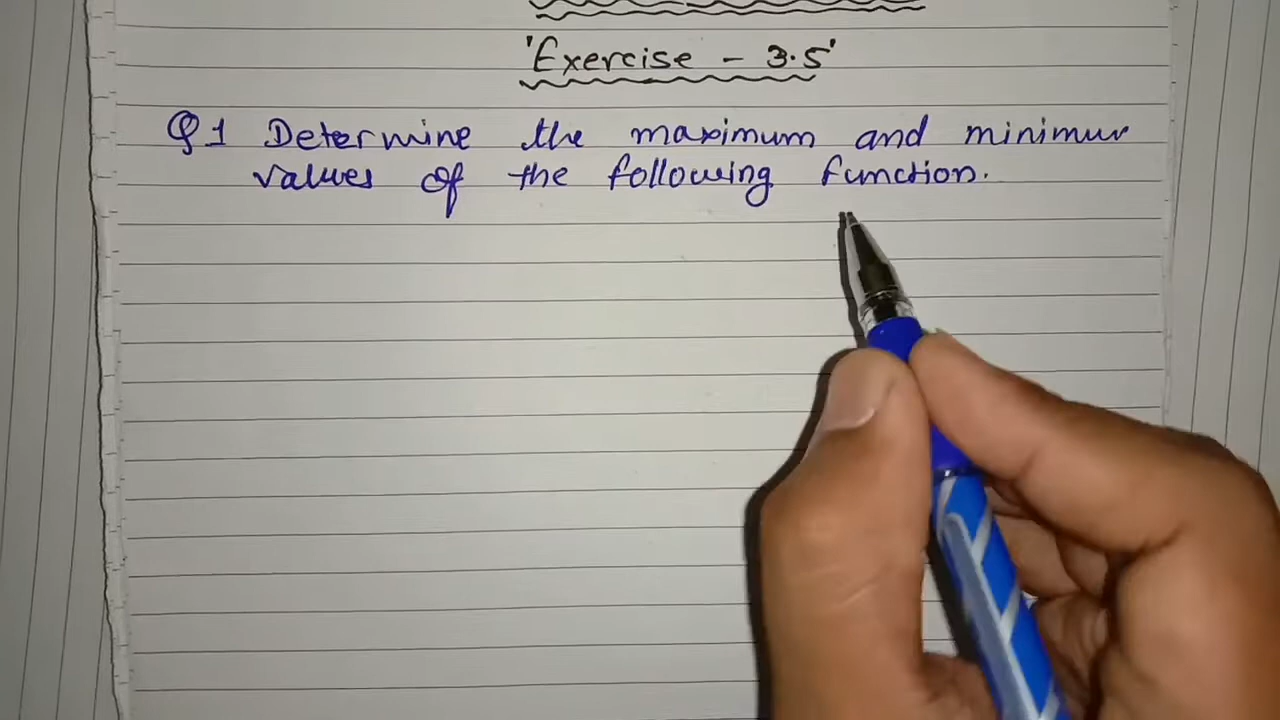 'Exercise - 3.5'
Q1 Determine the maximum and minimum
values of the following function.